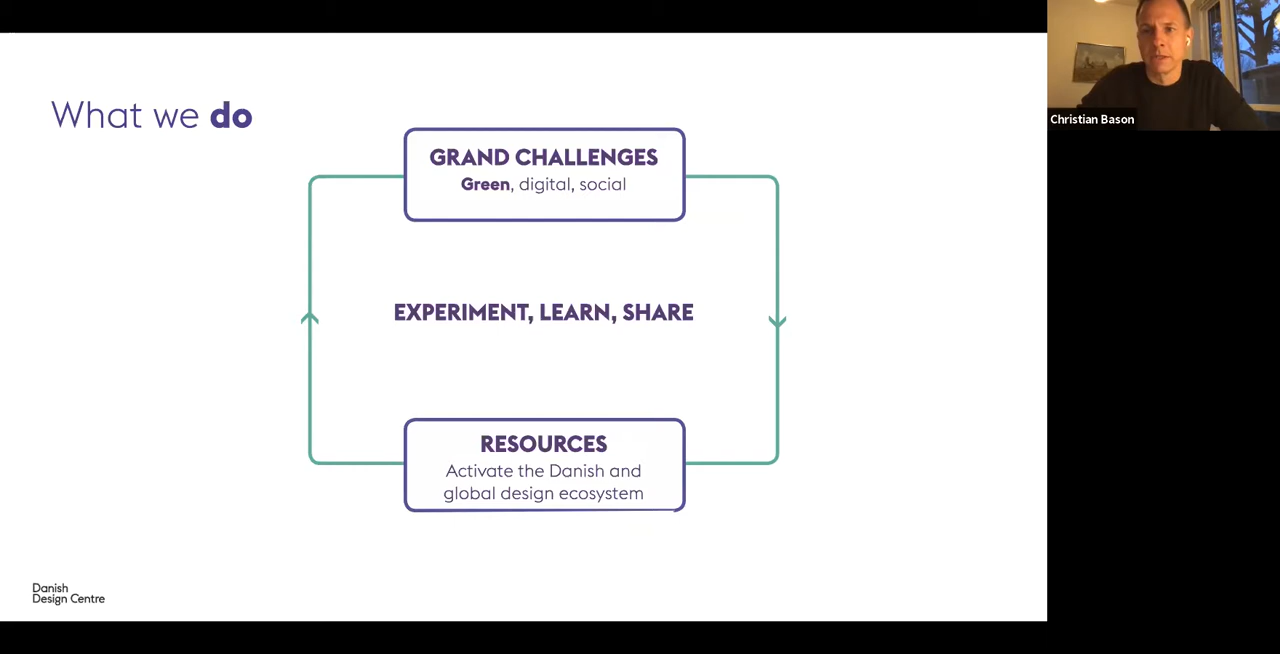 What we do
GRAND CHALLENGES
Green, digital, social
EXPERIMENT, LEARN, SHARE
RESOURCES
Activate the Danish and
global design ecosystem
Danish
Design Centre
Christian Bason